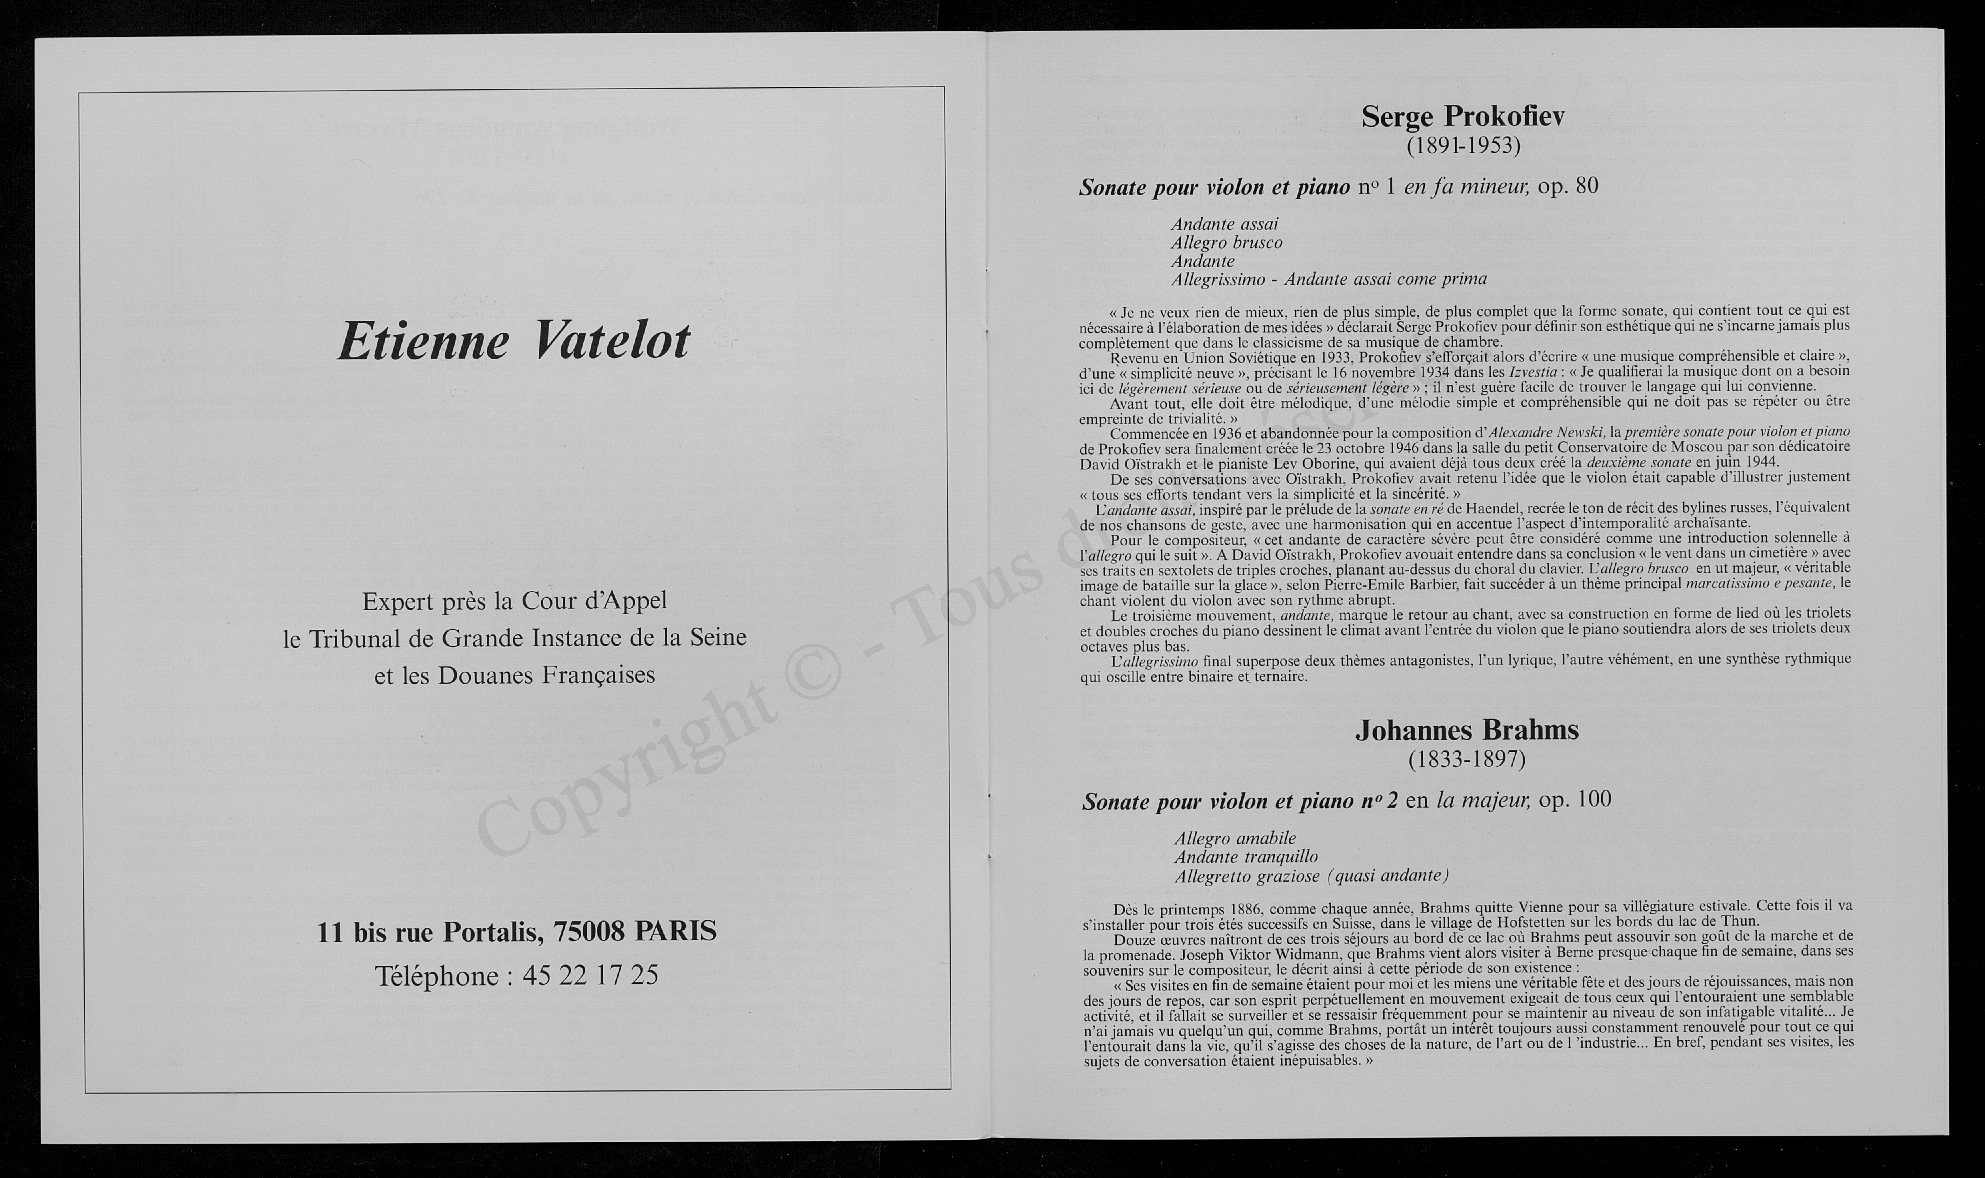 Etienne Vatelot
Expert près la Cour d'Appel
le Tribunal de Grande Instance de la Seine
et les Douanes Françaises
11 bis rue Portalis, 75008 PARIS
Téléphone : 45 22 17 25
Serge Prokofiev
(1891-1953)
Sonate pour violon et piano nº 1 en fa mineur, op. 80
Andante assai
Allegro brusco
Andante
Allegrissimo - Andante assai come prima
« Je ne veux rien de mieux, rien de plus simple, de plus complet que la forme sonate, qui contient tout ce qui est
nécessaire à l'élaboration de mes idées » déclarait Serge Prokofiev pour définir son esthétique qui ne s'incarne jamais plus
complètement que dans le classicisme de sa musique de chambre.
Revenu en Union Soviétique en 1933, Prokofiev s'efforçait alors d'écrire « une musique compréhensible et claire »,
d'une « simplicité neuve », précisant le 16 novembre 1934 dans les Izvestia : « Je qualifierai la musique dont on a besoin
ici de légèrement sérieuse ou de sérieusement légère » ; il n'est guère facile de trouver le langage qui lui convienne.
Avant tout, elle doit être mélodique, d'une mélodie simple et compréhensible qui ne doit pas se répéter ou être
empreinte de trivialité. »
Commencée en 1936 et abandonnée pour la composition d'Alexandre Newski, la première sonate pour violon et piano
de Prokofiev sera finalement créée le 23 octobre 1946 dans la salle du petit Conservatoire de Moscou par son dédicatoire
David Oïstrakh et le pianiste Lev Oborine, qui avaient déjà tous deux créé la deuxième sonate en juin 1944.
De ses conversations avec Oïstrakh, Prokofiev avait retenu l'idée que le violon était capable d'illustrer justement
« tous ses efforts tendant vers la simplicité et la sincérité. »
L'andante assai, inspiré par le prélude de la sonate en ré de Haendel, recrée le ton de récit des bylines russes, l'équivalent
de nos chansons de geste, avec une harmonisation qui en accentue l'aspect d'intemporalité archaïsante.
Pour le compositeur, « cet andante de caractère sévère peut être considéré comme une introduction solennelle à
l'allegro qui le suit ». A David Oïstrakh, Prokofiev avouait entendre dans sa conclusion « le vent dans un cimetière » avec
ses traits en sextolets de triples croches, planant au-dessus du choral du clavier. L'allegro brusco en ut majeur, « véritable
image de bataille sur la glace », selon Pierre-Emile Barbier, fait succéder à un thème principal marcatissimo e pesante, le
chant violent du violon avec son rythme abrupt.
Le troisième mouvement, andante, marque le retour au chant, avec sa construction en forme de lied où les triolets
et doubles croches du piano dessinent le climat avant l'entrée du violon que le piano soutiendra alors de ses triolets deux
octaves plus bas.
L'allegrissimo final superpose deux thèmes antagonistes, l'un lyrique, l'autre véhément, en une synthèse rythmique
qui oscille entre binaire et ternaire.
Johannes Brahms
(1833-1897)
Sonate pour violon et piano nº 2 en la majeur, op. 100
Allegro amabile
Andante tranquillo
Allegretto graziose (quasi andante)
Dès le printemps 1886, comme chaque année, Brahms quitte Vienne pour sa villégiature estivale. Cette fois il va
s'installer pour trois étés successifs en Suisse, dans le village de Hofstetten sur les bords du lac de Thun.
Douze œuvres naîtront de ces trois séjours au bord de ce lac où Brahms peut assouvir son goût de la marche et de
la promenade. Joseph Viktor Widmann, que Brahms vient alors visiter à Berne presque chaque fin de semaine, dans ses
souvenirs sur le compositeur, le décrit ainsi à cette période de son existence :
« Ses visites en fin de semaine étaient pour moi et les miens une véritable fête et des jours de réjouissances, mais non
des jours de repos, car son esprit perpétuellement en mouvement exigeait de tous ceux qui l'entouraient une semblable
activité, et il fallait se surveiller et se ressaisir fréquemment pour se maintenir au niveau de son infatigable vitalité... Je
n'ai jamais vu quelqu'un qui, comme Brahms, portât un intérêt toujours aussi constamment renouvelé pour tout ce qui
l'entourait dans la vie, qu'il s'agisse des choses de la nature, de l'art ou de l 'industrie... En bref, pendant ses visites, les
sujets de conversation étaient inépuisables. »
Copyright © - Tous